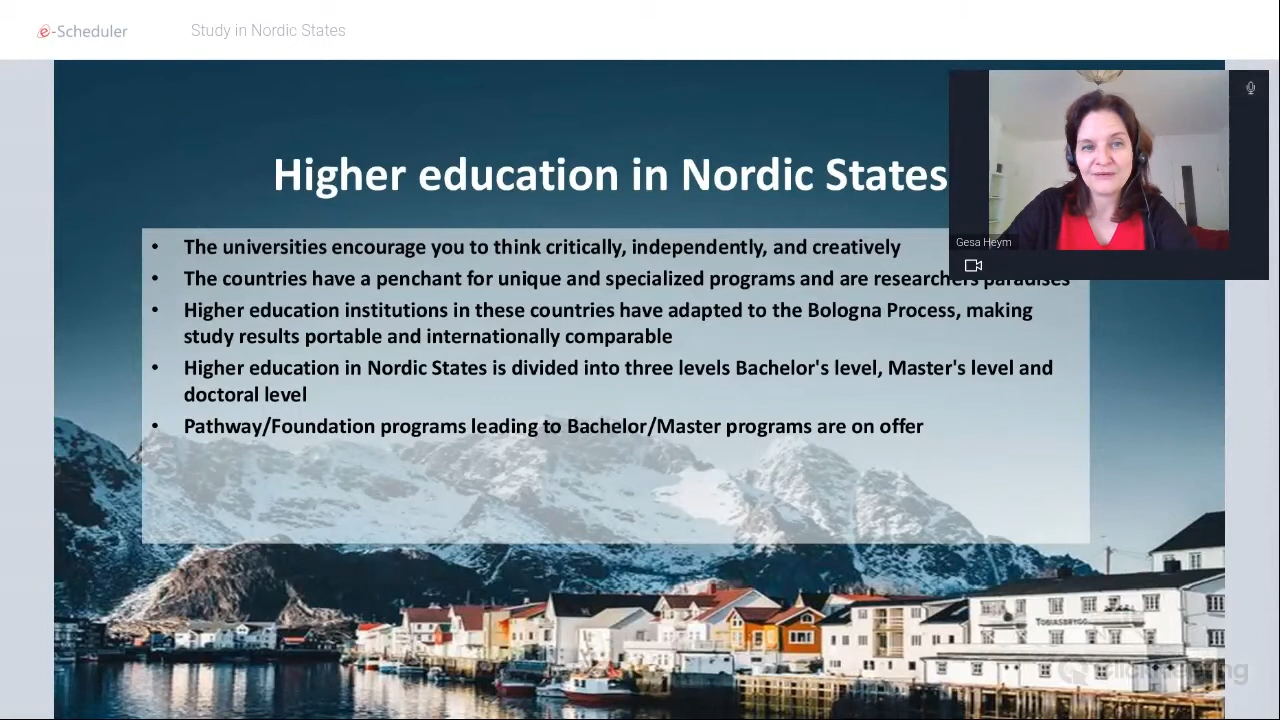 e-Scheduler
Study in Nordic States
Higher education in Nordic States
Gesa Heym
• The universities encourage you to think critically, independently, and creatively
• The countries have a penchant for unique and specialized programs and are researchers paradises
• Higher education institutions in these countries have adapted to the Bologna Process, making
study results portable and internationally comparable
• Higher education in Nordic States is divided into three levels Bachelor's level, Master's level and
doctoral level
• Pathway/Foundation programs leading to Bachelor/Master programs are on offer